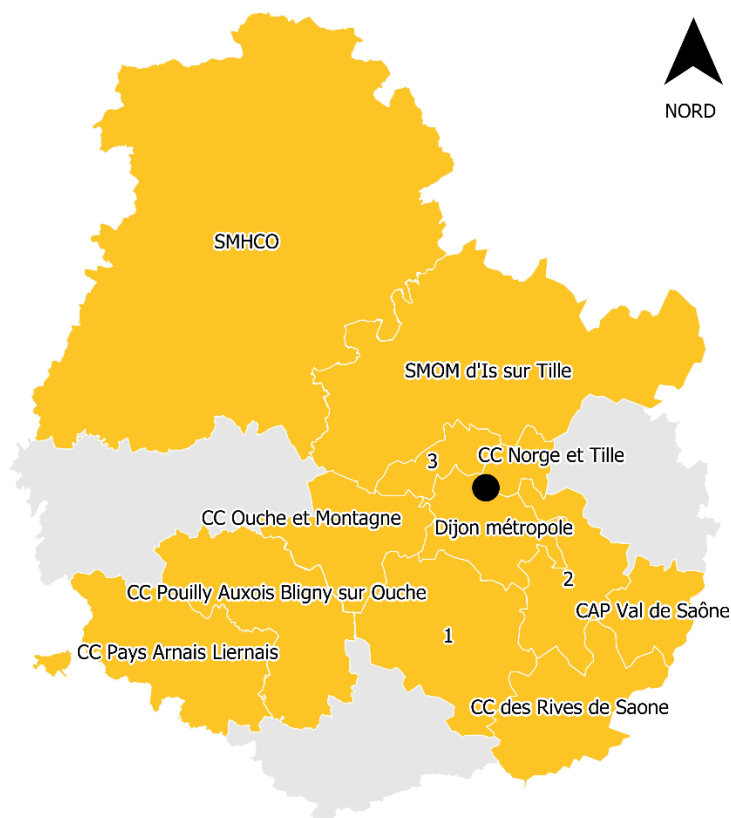 NORD
SMHCO
SMOM d'Is sur Tille
CC Norge et Tille
3
CC Ouche et Montagne
Dijon métropole
2
CC Pouilly Auxois Bligny sur Ouche
CAP Val de Saône
1
CC Pays Arnais Liernais
CC des Rives de Saone